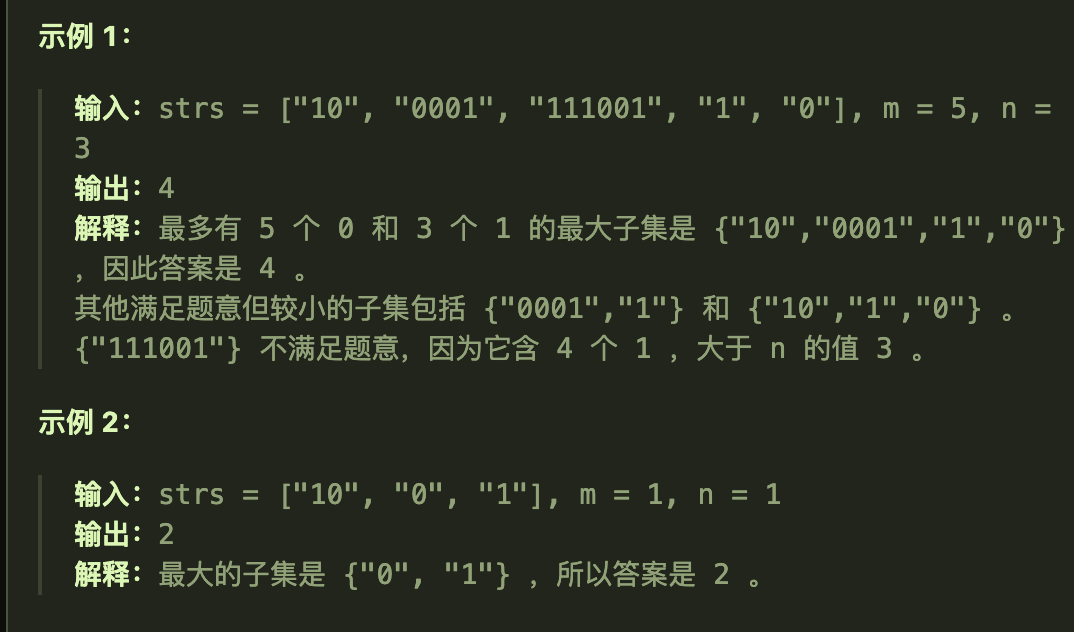 示例 1：
输入：strs = ["10", "0001", "111001", "1", "0"], m = 5, n =
3
输出：4
解释：最多有 5 个 0 和 3 个 1 的最大子集是 {"10","0001","1","0"}
，因此答案是 4 。
其他满足题意但较小的子集包括 {"0001","1"} 和 {"10","1","0"} 。
{"111001"} 不满足题意，因为它含 4 个 1 ，大于 n 的值 3 。
示例 2：
输入：strs = ["10", "0", "1"], m = 1, n = 1
输出：2
解释：最大的子集是 {"0", "1"} ，所以答案是 2 。